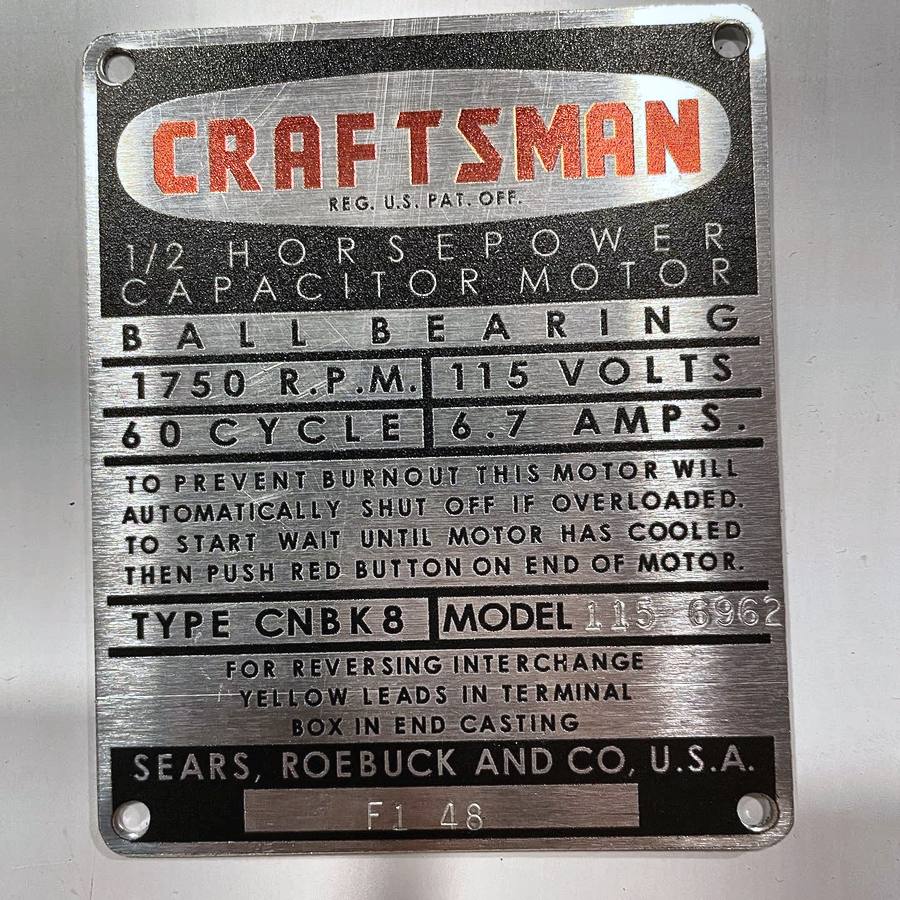 CRAFTSMAN
REG. U.S. PAT. OFF.
1/2 HORSEPOWER
CAPACITOR MOTOR
BALL BEARING
1750 R.P.M. 115 VOLTS
60 CYCLE 6.7 AMPS.
TO PREVENT BURNOUT THIS MOTOR WILL
AUTOMATICALLY SHUT OFF IF OVERLOADED.
TO START WAIT UNTIL MOTOR HAS COOLED
THEN PUSH RED BUTTON ON END OF MOTOR.
TYPE CNBK8 MODEL 115 6962
FOR REVERSING INTERCHANGE
YELLOW LEADS IN TERMINAL
BOX IN END CASTING
SEARS, ROEBUCK AND CO, U.S.A.
F1 48